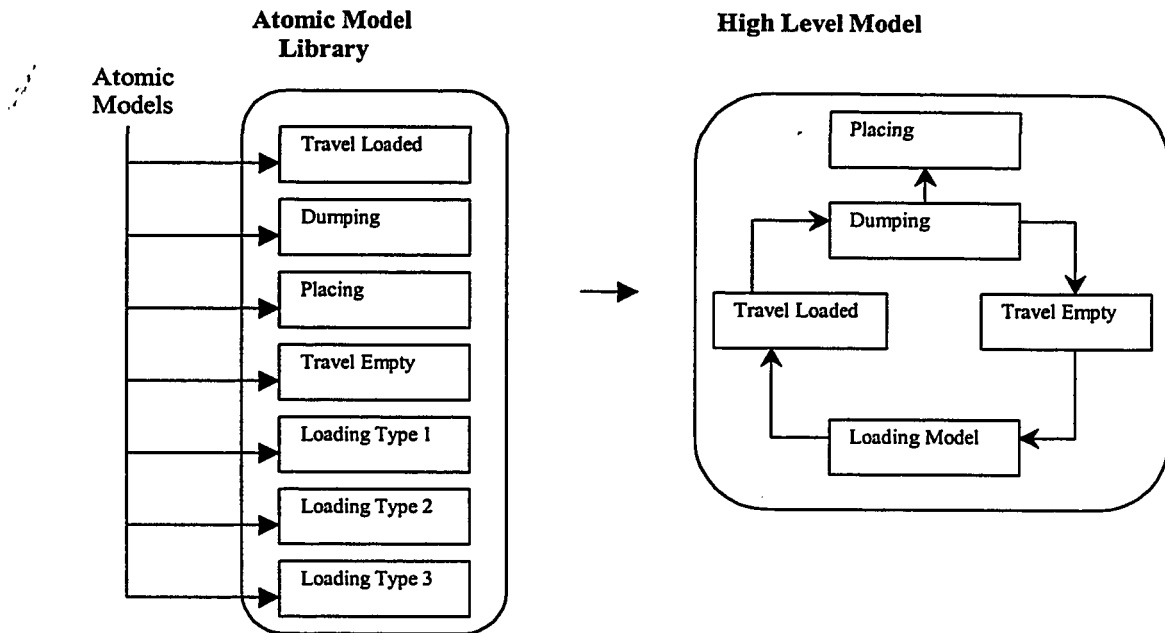 Atomic Model
Library
High Level Model
Atomic
Models
Travel Loaded
Dumping
Placing
Travel Empty
Loading Type 1
Loading Type 2
Loading Type 3
Placing
Dumping
Travel Loaded
Travel Empty
Loading Model